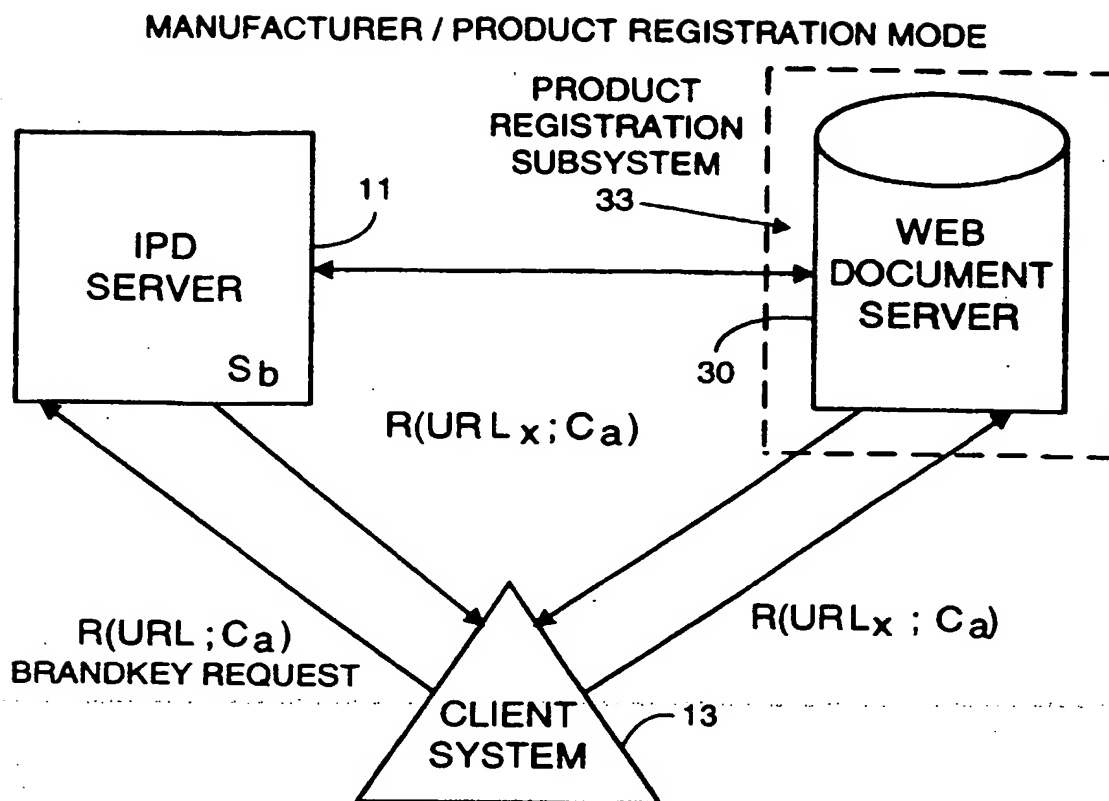 MANUFACTURER / PRODUCT REGISTRATION MODE
PRODUCT
REGISTRATION
SUBSYSTEM
33
11
IPD
SERVER
Sb
WEB
DOCUMENT
SERVER
30
R(URLx; Ca)
R(URL ; Ca)
BRANDKEY REQUEST
R(URLx ; Ca)
CLIENT
SYSTEM
13